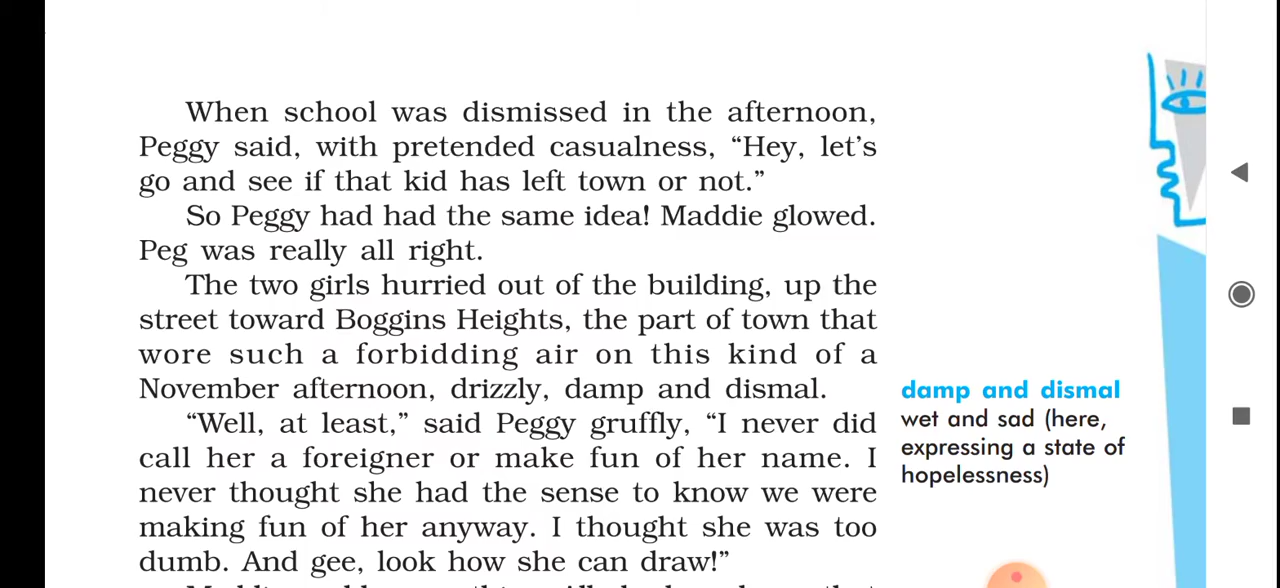 When school was dismissed in the afternoon,
Peggy said, with pretended casualness, “Hey, let’s
go and see if that kid has left town or not.”
So Peggy had had the same idea! Maddie glowed.
Peg was really all right.
The two girls hurried out of the building, up the
street toward Boggins Heights, the part of town that
wore such a forbidding air on this kind of a
November afternoon, drizzly, damp and dismal.
“Well, at least,” said Peggy gruffly, “I never did
call her a foreigner or make fun of her name. I
never thought she had the sense to know we were
making fun of her anyway. I thought she was too
dumb. And gee, look how she can draw!”
damp and dismal
wet and sad (here,
expressing a state of
hopelessness)